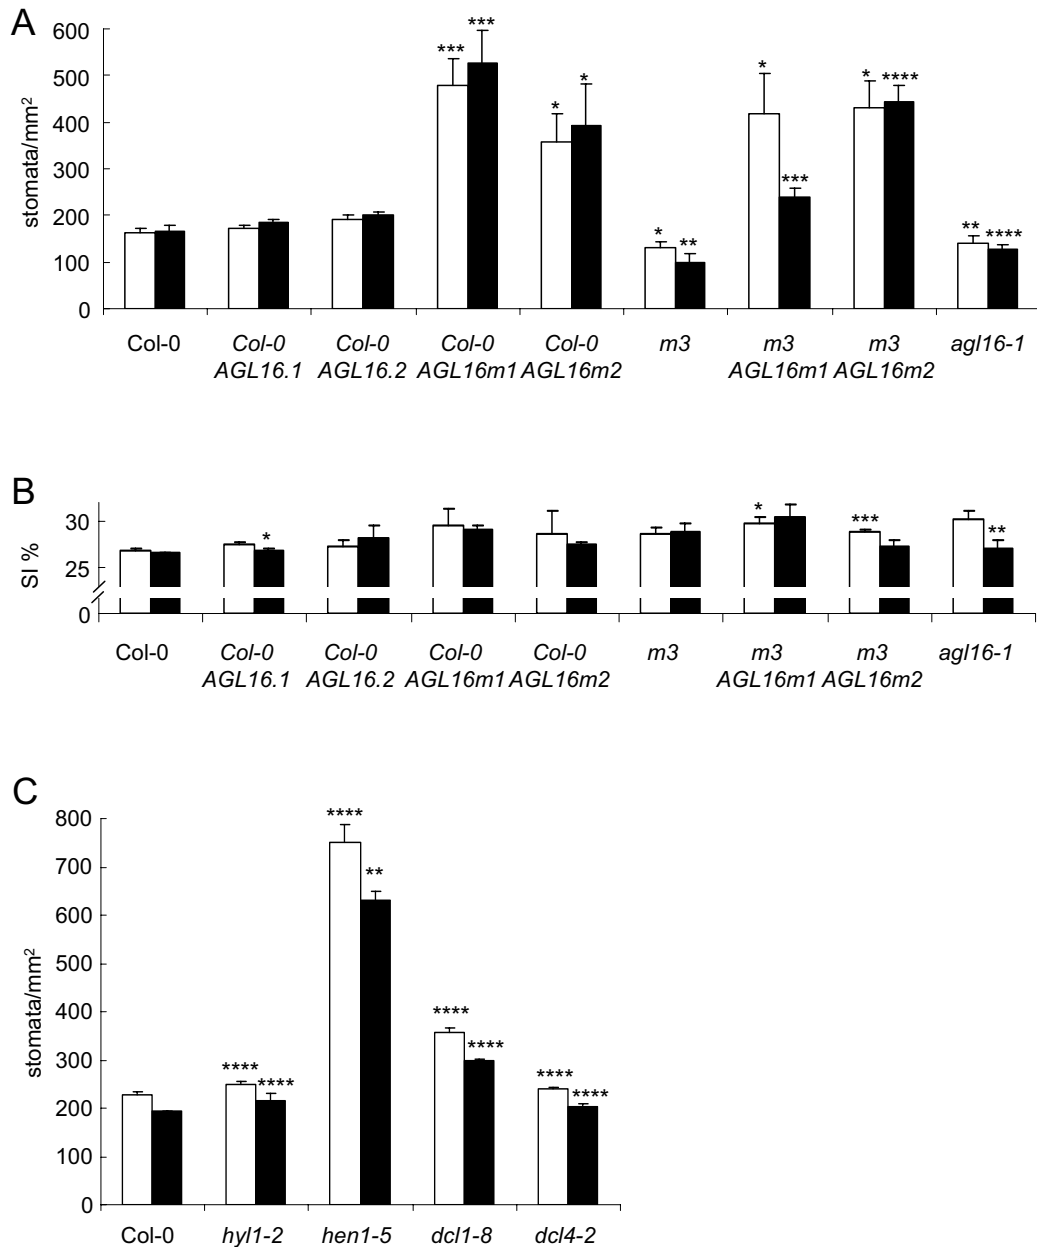 A
600
500
400
300
200
100
0
stomata/mm²
*** *** * * * ** * *** * **** ** ****
Col-0 Col-0 Col-0 Col-0 Col-0 m3 m3 m3 agl16-1
AGL16.1 AGL16.2 AGL16m1 AGL16m2 AGL16m1 AGL16m2
B
30
25
0
SI %
* * *** **
Col-0 Col-0 Col-0 Col-0 Col-0 m3 m3 m3 agl16-1
AGL16.1 AGL16.2 AGL16m1 AGL16m2 AGL16m1 AGL16m2
C
800
700
600
500
400
300
200
100
0
stomata/mm²
**** **** **** ** **** **** **** ****
Col-0 hyl1-2 hen1-5 dcl1-8 dcl4-2